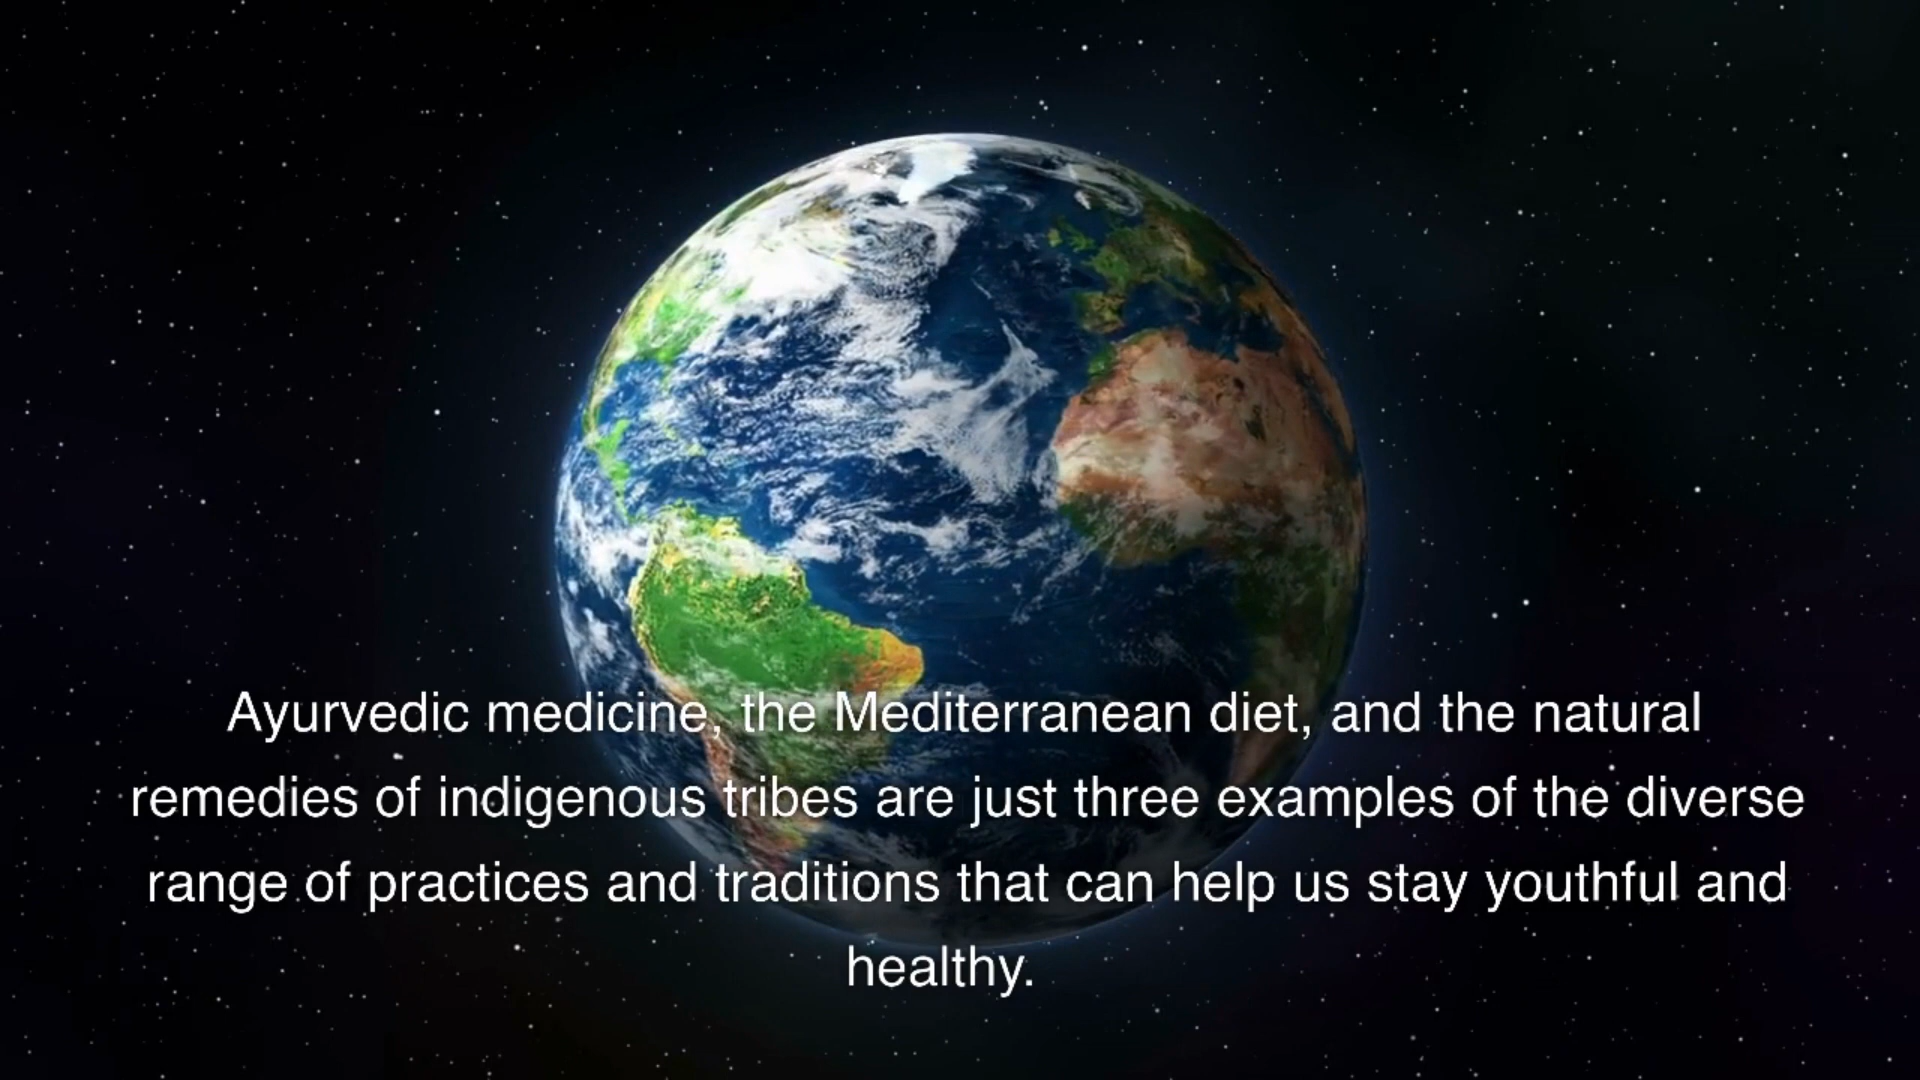 Ayurvedic medicine, the Mediterranean diet, and the natural
remedies of indigenous tribes are just three examples of the diverse
range of practices and traditions that can help us stay youthful and
healthy.